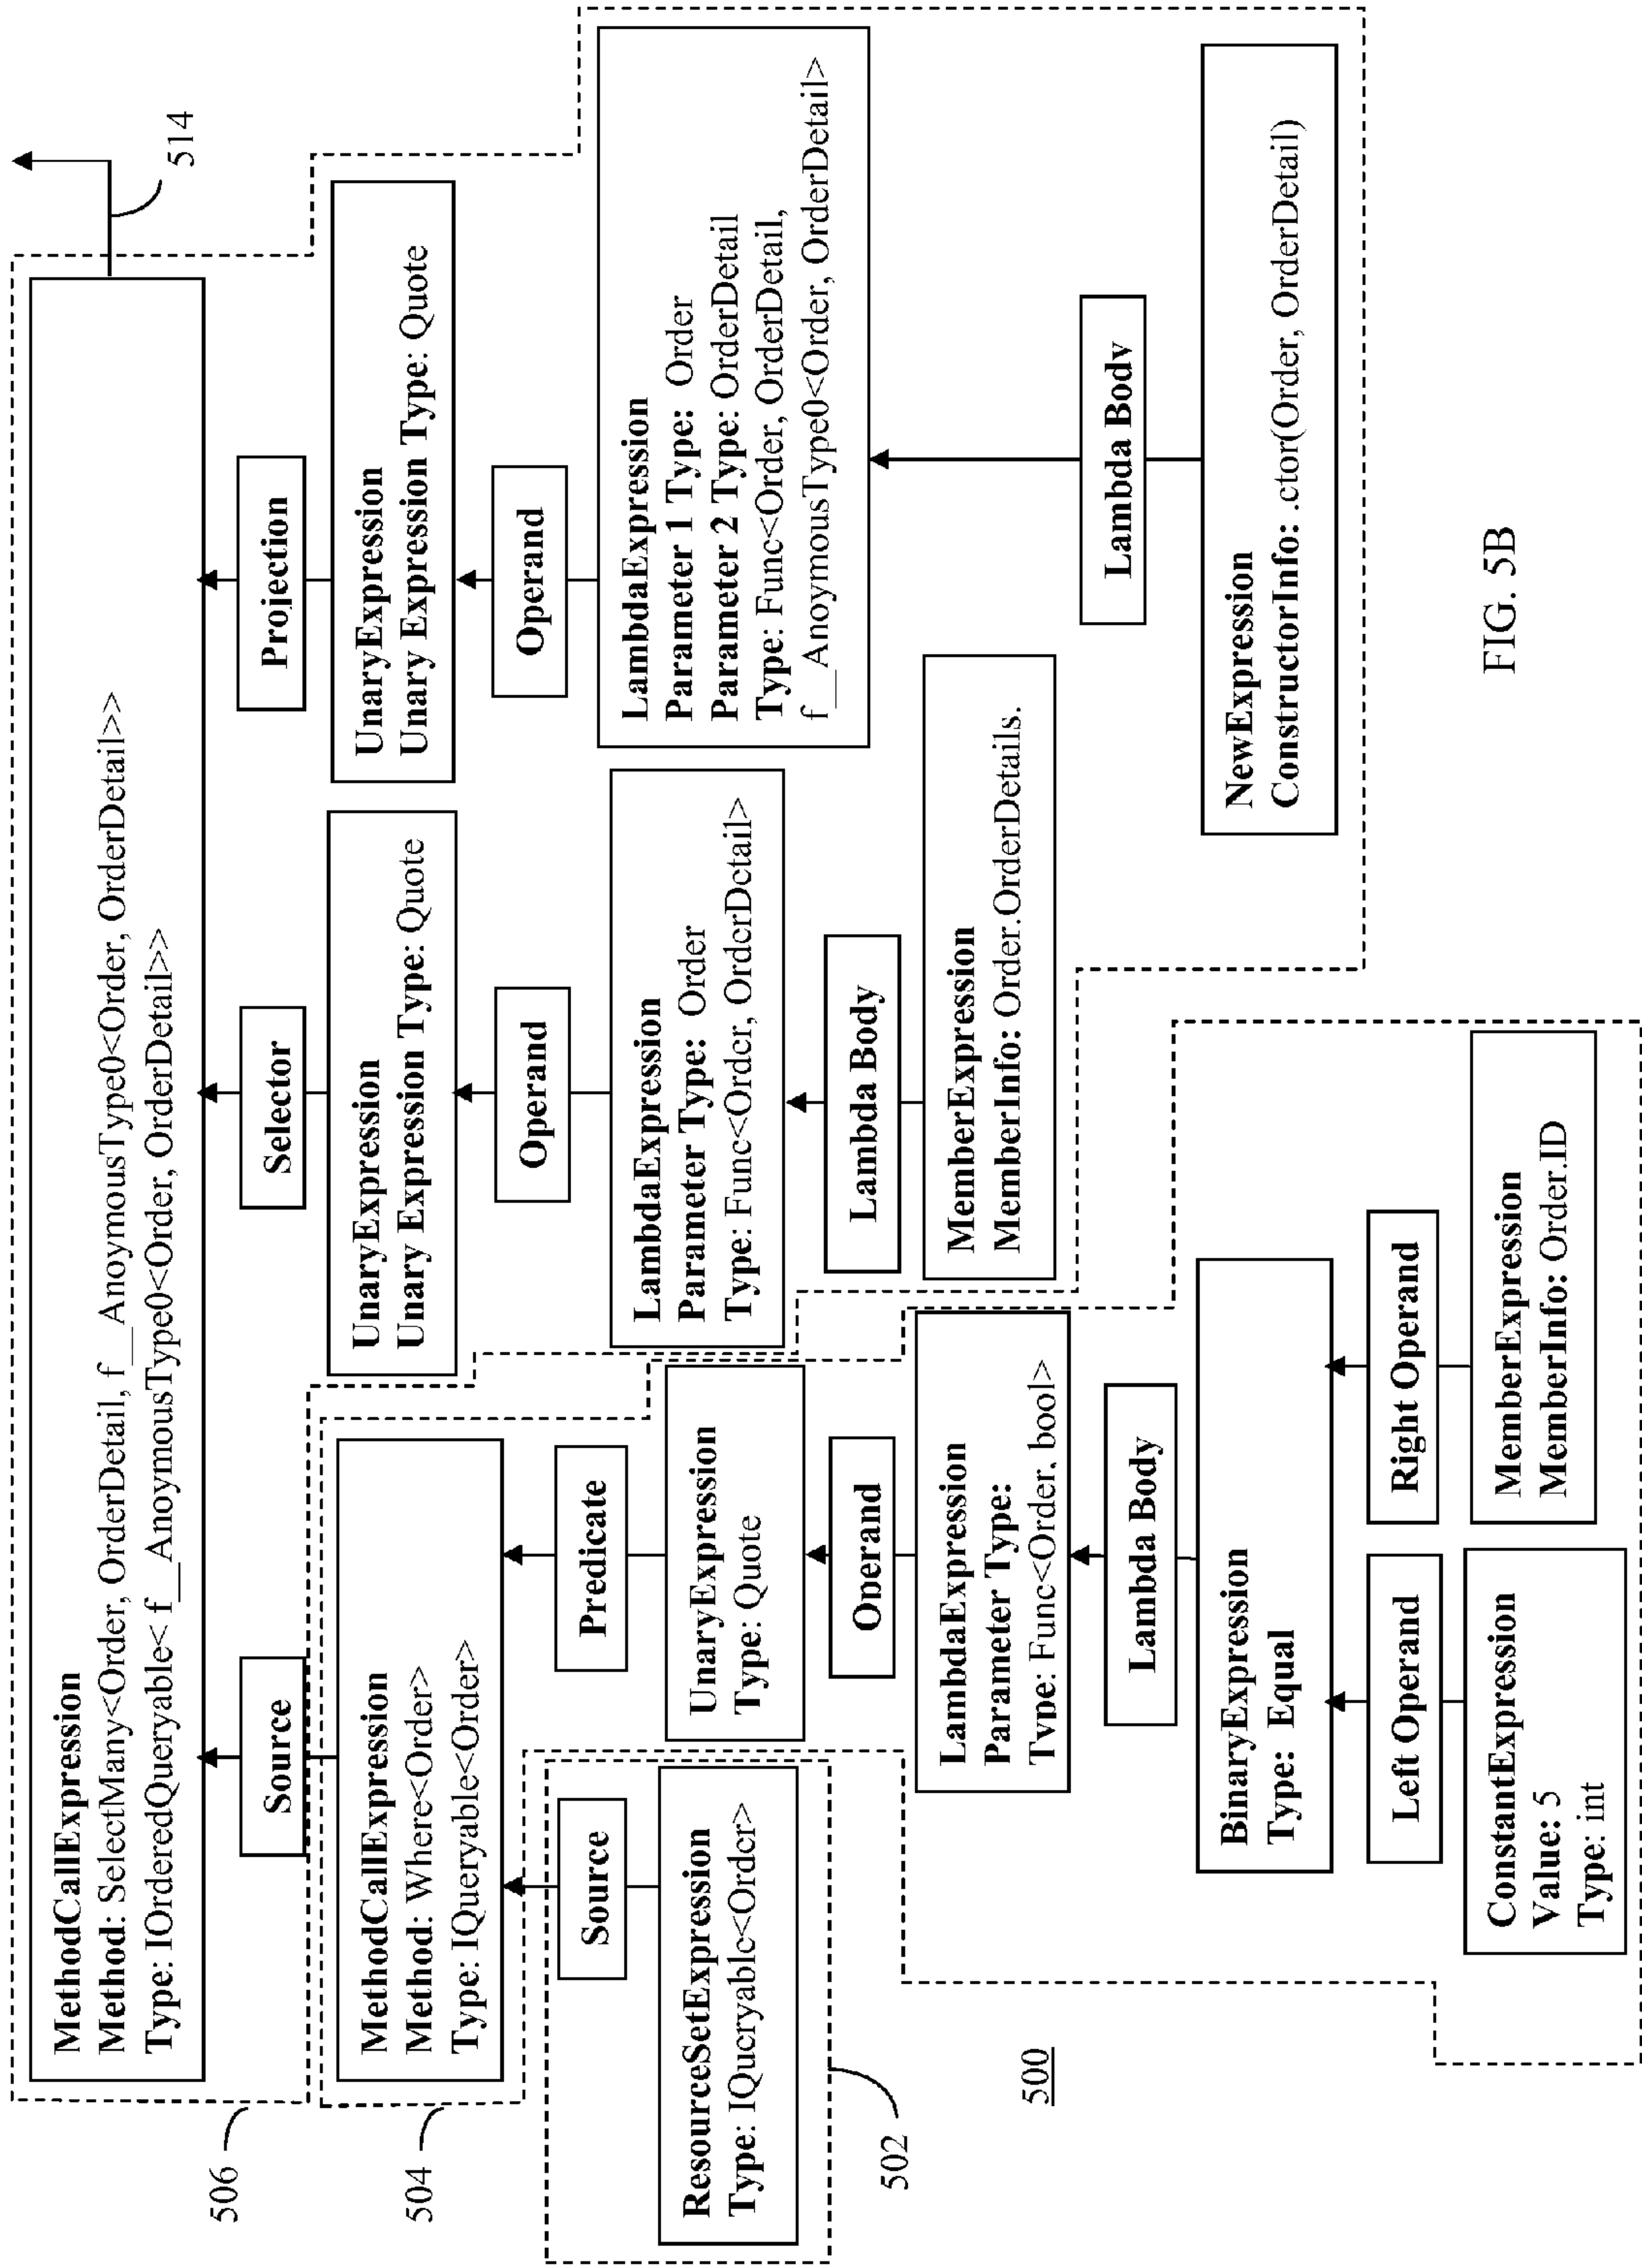 514
MethodCallExpression
Method: SelectMany<Order, OrderDetail, f__AnoymousType0<Order, OrderDetail>>
Type: IOrderedQueryable< f__AnoymousType0<Order, OrderDetail>>
506
Source
Selector
Projection
504
MethodCallExpression
Method: Where<Order>
Type: IQueryable<Order>
UnaryExpression
Unary Expression Type: Quote
UnaryExpression
Unary Expression Type: Quote
Source
Predicate
Operand
Operand
ResourceSetExpression
Type: IQueryable<Order>
502
UnaryExpression
Type: Quote
LambdaExpression
Parameter Type: Order
Type: Func<Order, OrderDetail>
LambdaExpression
Parameter 1 Type: Order
Parameter 2 Type: OrderDetail
Type: Func<Order, OrderDetail,
f__AnoymousType0<Order, OrderDetail>
Operand
Lambda Body
LambdaExpression
Parameter Type:
Type: Func<Order, bool>
MemberExpression
MemberInfo: Order.OrderDetails.
500
Lambda Body
Lambda Body
BinaryExpression
Type: Equal
NewExpression
ConstructorInfo: .ctor(Order, OrderDetail)
Left Operand
Right Operand
ConstantExpression
Value: 5
Type: int
MemberExpression
MemberInfo: Order.ID
FIG. 5B